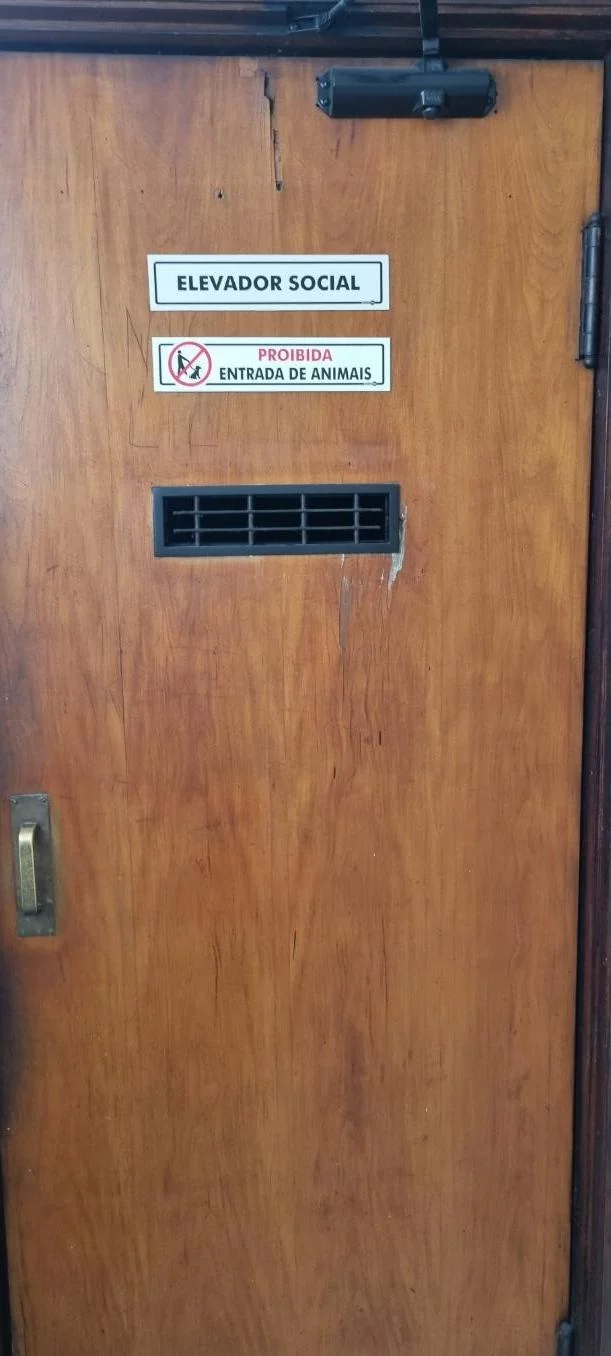 ELEVADOR SOCIAL
PROIBIDA
ENTRADA DE ANIMAIS